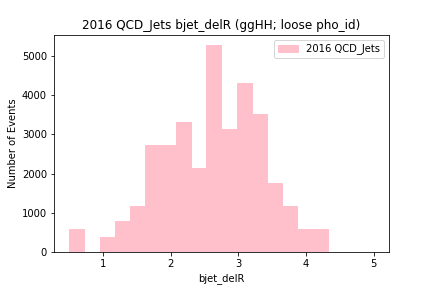 2016 QCD_Jets bjet_delR (ggHH; loose pho_id)
2016 QCD_Jets
Number of Events
5000
4000
3000
2000
1000
0
1 2 3 4 5
bjet_delR